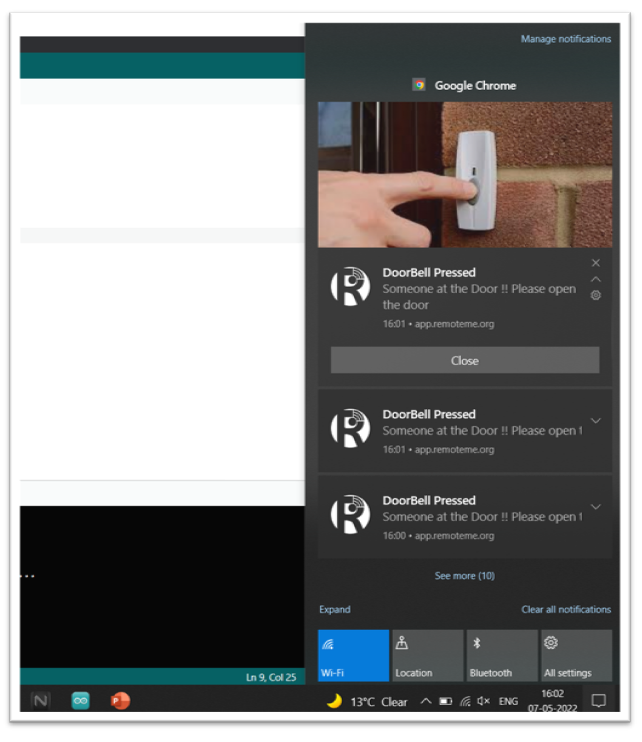 Manage notifications
Google Chrome
DoorBell Pressed
Someone at the Door !! Please open
the door
16:01 • app.remoteme.org
Close
DoorBell Pressed
Someone at the Door !! Please open t
16:01 • app.remoteme.org
DoorBell Pressed
Someone at the Door !! Please open t
16:00 • app.remoteme.org
See more (10)
Expand
Clear all notifications
Wi-Fi
Location
Bluetooth
All settings
...
Ln 9, Col 25
13°C Clear
ENG
16:02
07-05-2022